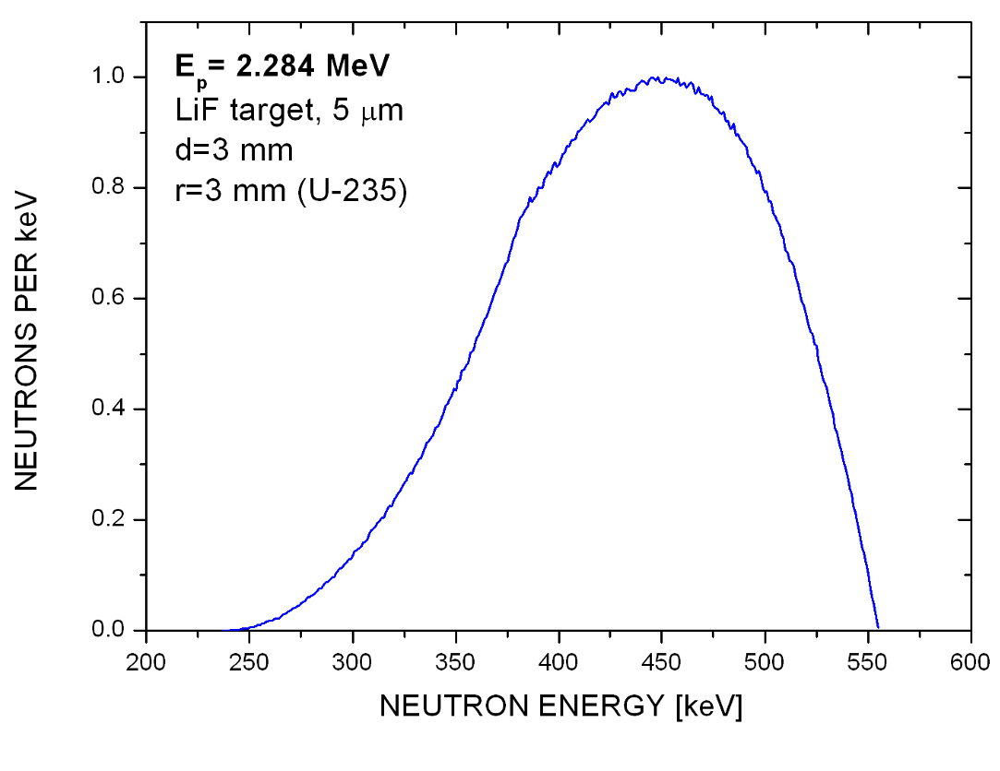 E_p= 2.284 MeV
LiF target, 5 μm
d=3 mm
r=3 mm (U-235)
NEUTRONS PER keV
1.0
0.8
0.6
0.4
0.2
0.0
200 250 300 350 400 450 500 550 600
NEUTRON ENERGY [keV]